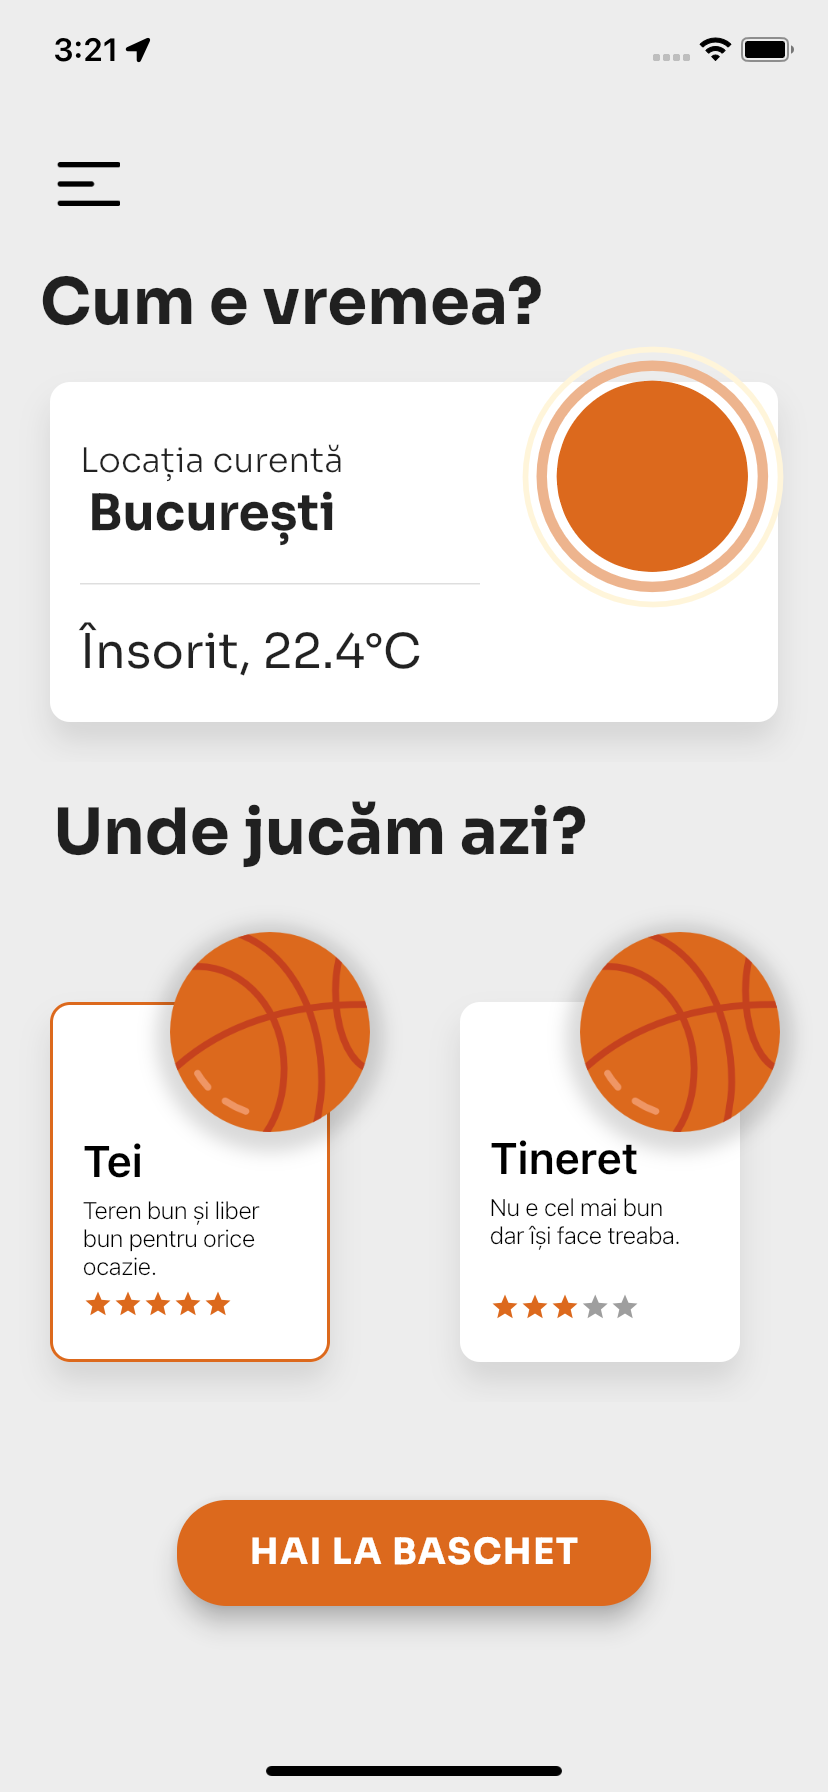 3:21
Cum e vremea?
Locația curentă
București
Însorit, 22.4°C
Unde jucăm azi?
Tei
Teren bun și liber
bun pentru orice
ocazie.
Tineret
Nu e cel mai bun
dar își face treaba.
HAI LA BASCHET